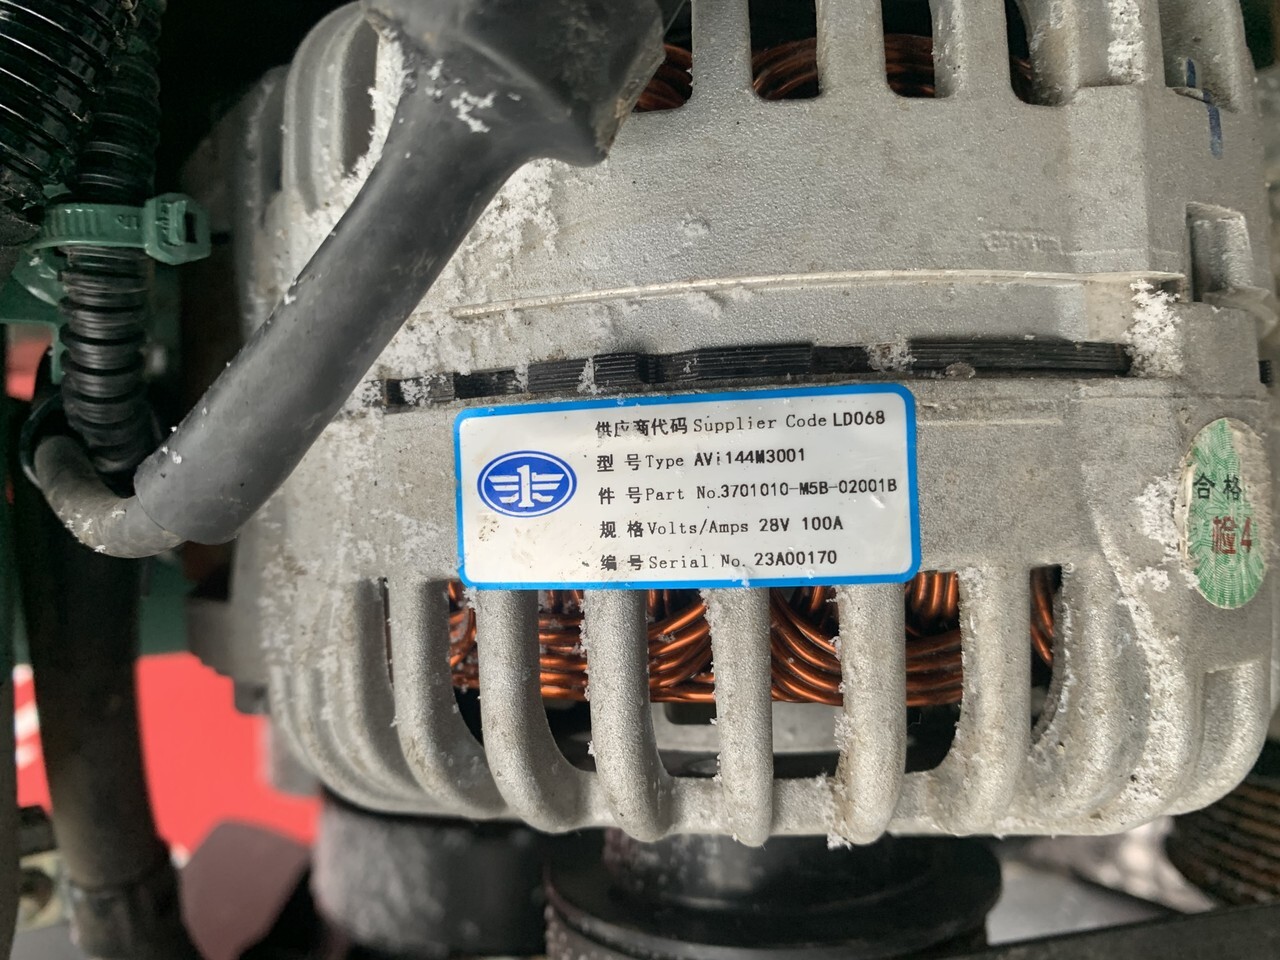 供应商代码 Supplier Code LD068
型 号 Type AVi144M3001
件 号 Part No.3701010-M5B-02001B
规 格 Volts/Amps 28V 100A
编 号 Serial No. 23A00170
合格
检4